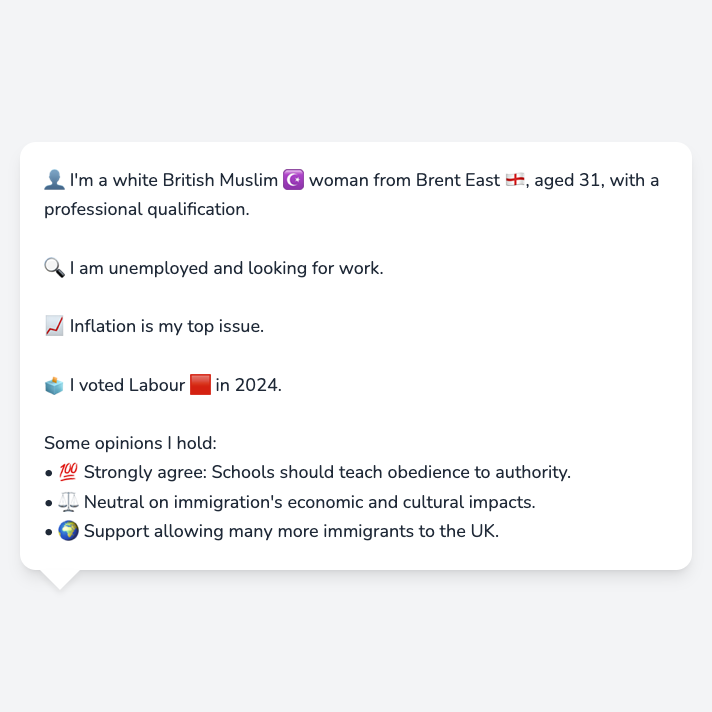 👤 I'm a white British Muslim ☪️ woman from Brent East 🏴󠁧󠁢󠁥󠁮󠁧󠁿, aged 31, with a
professional qualification.
🔍 I am unemployed and looking for work.
📈 Inflation is my top issue.
🗳️ I voted Labour 🟥 in 2024.
Some opinions I hold:
• 💯 Strongly agree: Schools should teach obedience to authority.
• ⚖️ Neutral on immigration's economic and cultural impacts.
• 🌍 Support allowing many more immigrants to the UK.